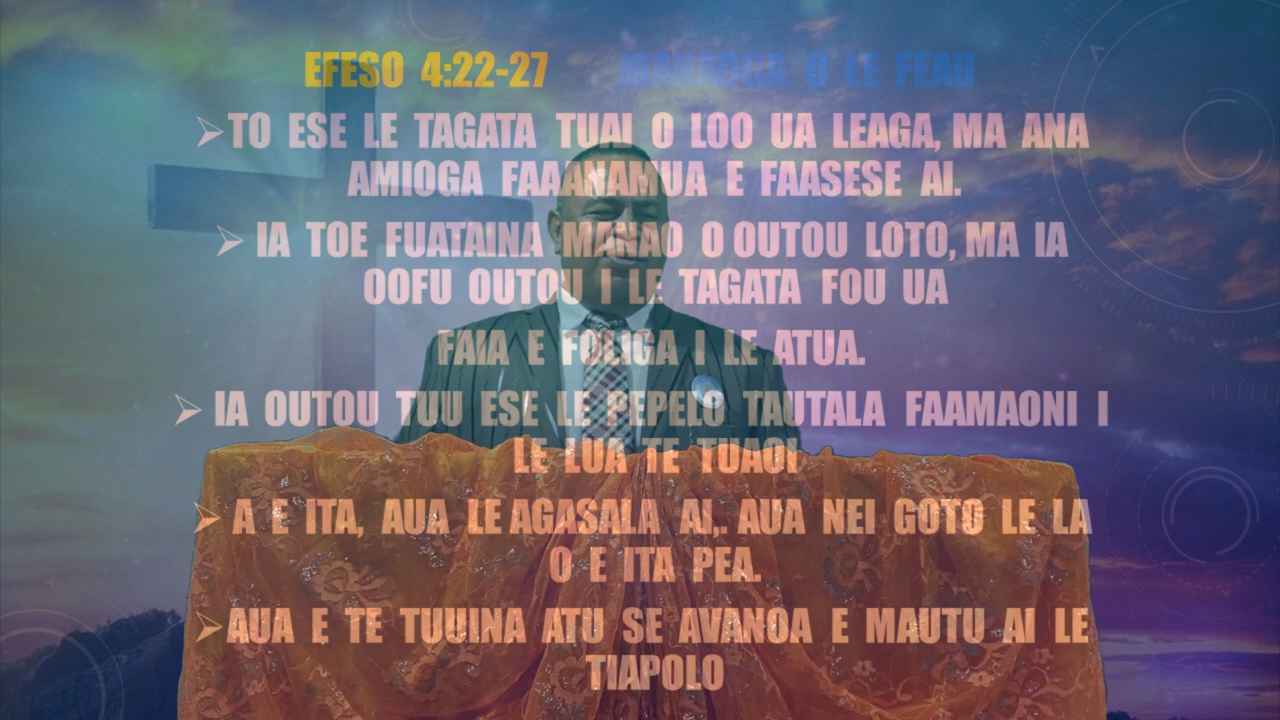 EFESO 4:22-27 MANAOGA O LE FEAU
➢TO ESE LE TAGATA TUAI O LOO UA LEAGA, MA ANA
AMIOGA FAAANAMUA E FAASESE AI.
➢ IA TOE FUATAINA MANAO O OUTOU LOTO, MA IA
OOFU OUTOU I LE TAGATA FOU UA
FAIA E FOLIGA I LE ATUA.
➢ IA OUTOU TUU ESE LE PEPELO TAUTALA FAAMAONI I
LE LUA TE TUAOI
➢ A E ITA, AUA LE AGASALA AI,. AUA NEI GOTO LE LA
O E ITA PEA.
➢AUA E TE TUUINA ATU SE AVANOA E MAUTU AI LE
TIAPOLO